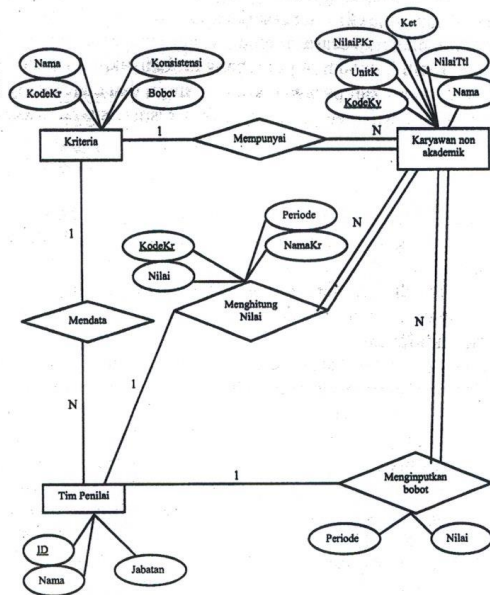 Ket
NilaiPKr
NilaiTtl
Nama
Konsistensi
UnitK
KodeKr
Bobot
Nama
KodeKy
Kriteria
1
Mempunyai
N
Karyawan non
akademik
1
Periode
N
KodeKr
NamaKr
Nilai
Menghitung
Nilai
Mendata
N
1
N
1
Menginputkan
bobot
Tim Penilai
ID
Jabatan
Periode
Nilai
Nama